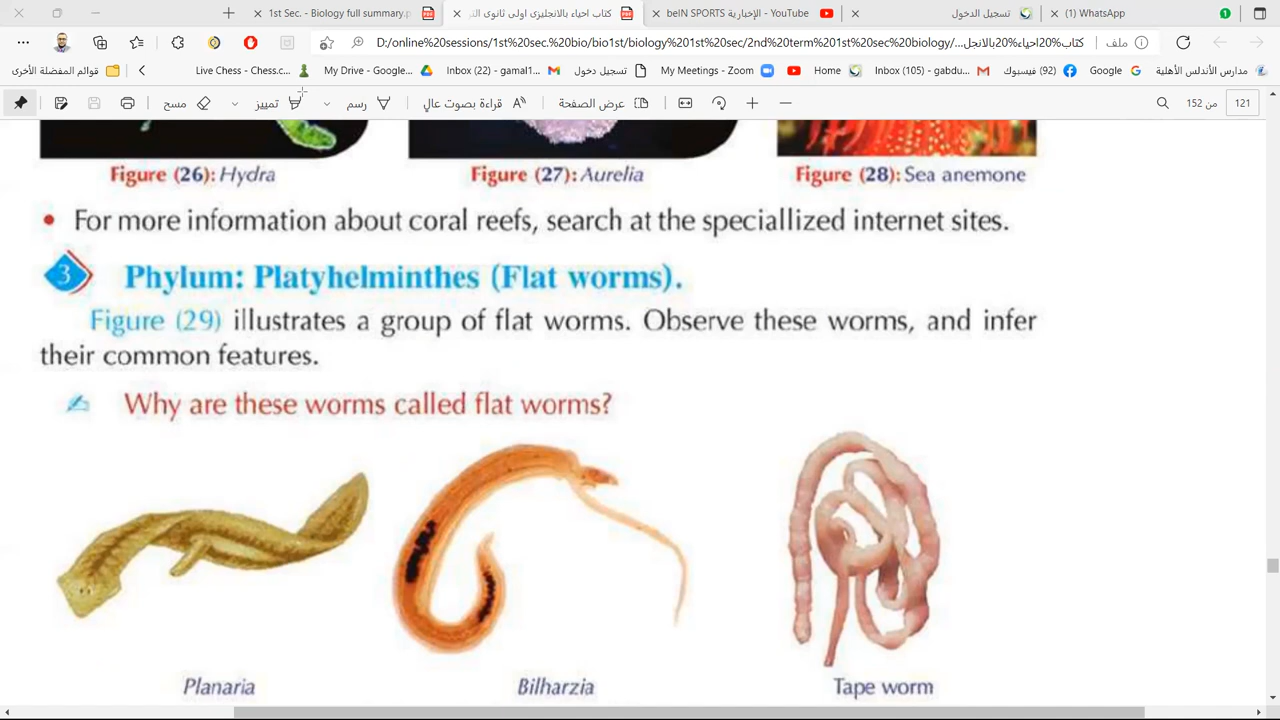 1st Sec. - Biology full summary.p
كتاب احياء بالانجليزى اولى ثانوى التر
beIN SPORTS الإخبارية - YouTube
تسجيل الدخول
(1) WhatsApp
1
D:/online%20sessions/1st%20sec.%20bio/bio1st/biology%201st%20sec/2nd%20term%201st%20sec%20biology/...كتاب%20احياء%20بالانجل
ملف
قوائم المفضلة الأخرى
Live Chess - Chess.c...
My Drive - Google...
Inbox (22) - gamal1...
تسجيل دخول
My Meetings - Zoom
Home
Inbox (105) - gabdu...
(92) فيسبوك
Google
مدارس الأندلس الأهلية
مسح
تمييز
رسم
قراءة بصوت عالٍ
عرض الصفحة
من 152
121
Figure (26): Hydra
Figure (27): Aurelia
Figure (28): Sea anemone
• For more information about coral reefs, search at the speciallized internet sites.
3 Phylum: Platyhelminthes (Flat worms).
Figure (29) illustrates a group of flat worms. Observe these worms, and infer
their common features.
Why are these worms called flat worms?
Planaria
Bilharzia
Tape worm